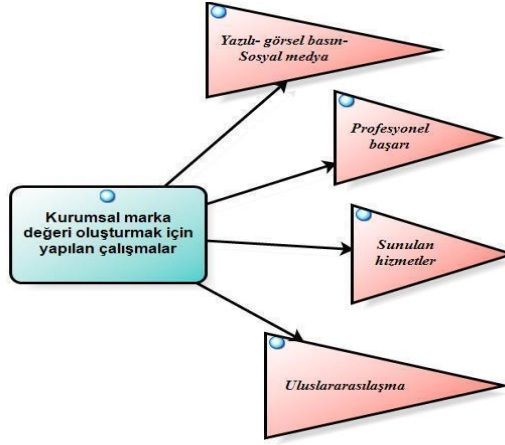 Yazılı- görsel basın-
Sosyal medya
Profesyonel
başarı
Kurumsal marka
değeri oluşturmak için
yapılan çalışmalar
Sunulan
hizmetler
Uluslararasılaşma